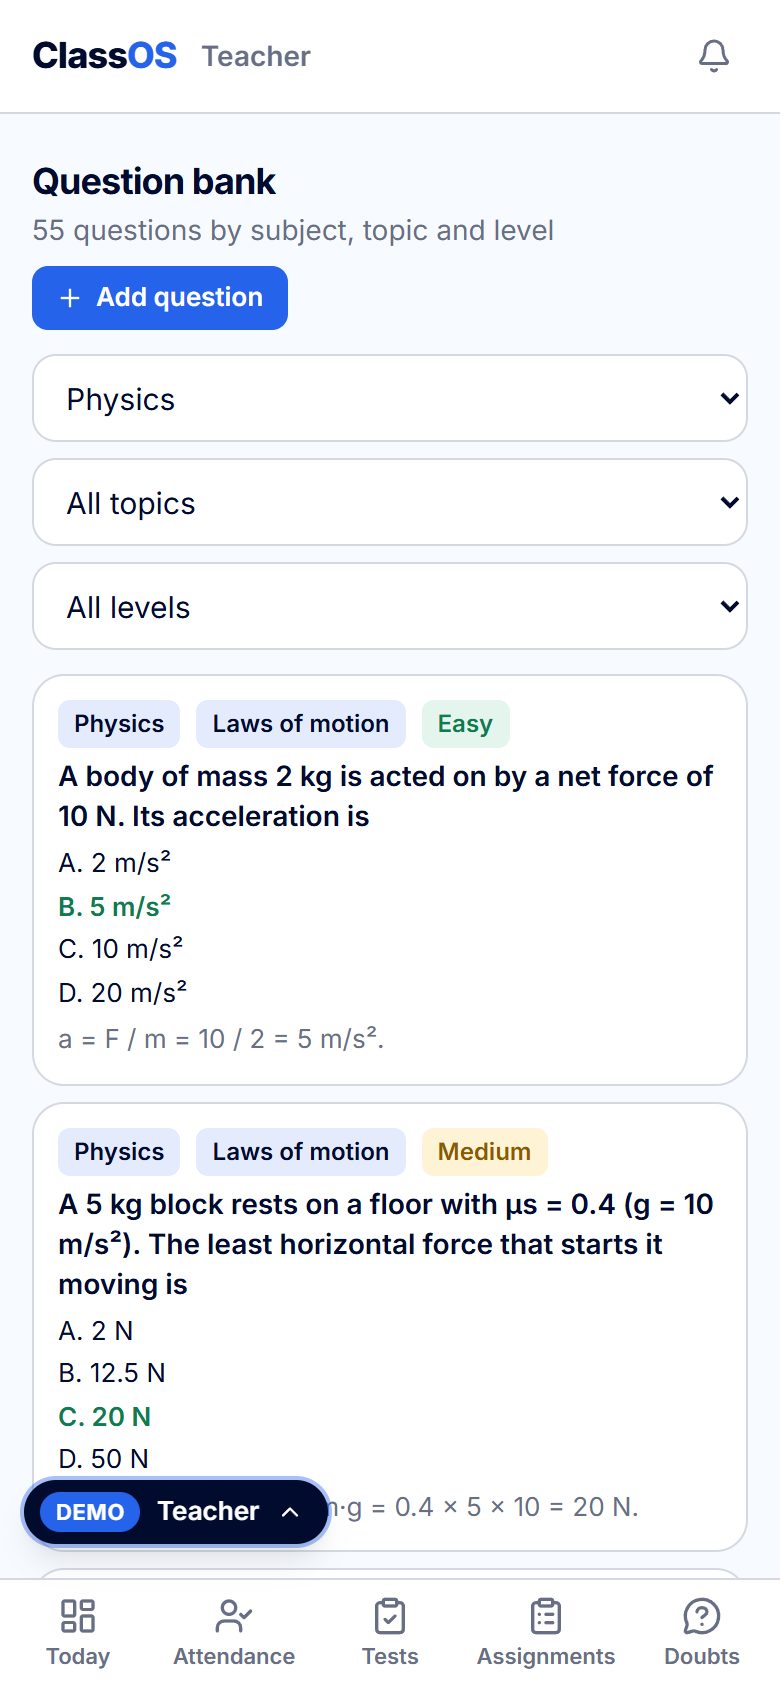 ClassOS Teacher
Question bank
55 questions by subject, topic and level
+ Add question
Physics
All topics
All levels
Physics Laws of motion Easy
A body of mass 2 kg is acted on by a net force of
10 N. Its acceleration is
A. 2 m/s²
B. 5 m/s²
C. 10 m/s²
D. 20 m/s²
a = F / m = 10 / 2 = 5 m/s².
Physics Laws of motion Medium
A 5 kg block rests on a floor with μs = 0.4 (g = 10
m/s²). The least horizontal force that starts it
moving is
A. 2 N
B. 12.5 N
C. 20 N
D. 50 N
·g = 0.4 × 5 × 10 = 20 N.
DEMO Teacher
Today Attendance Tests Assignments Doubts